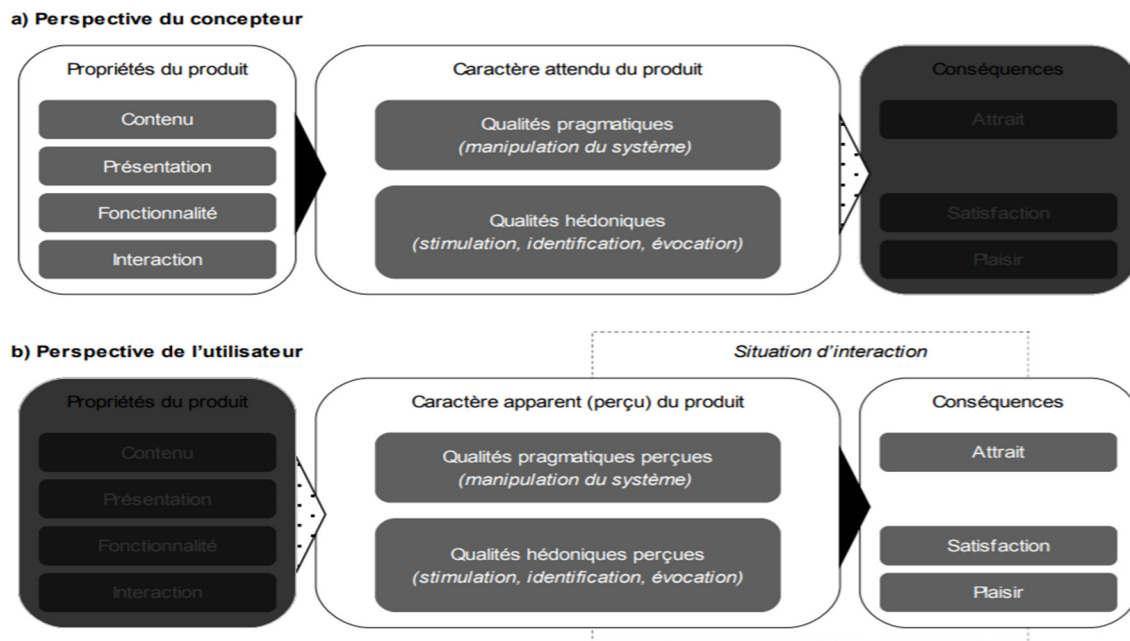 a) Perspective du concepteur
Propriétés du produit
Contenu
Présentation
Fonctionnalité
Interaction
Caractère attendu du produit
Qualités pragmatiques
(manipulation du système)
Qualités hédoniques
(stimulation, identification, évocation)
Conséquences
Attrait
Satisfaction
Plaisir
b) Perspective de l'utilisateur
Situation d'interaction
Propriétés du produit
Contenu
Présentation
Fonctionnalité
Interaction
Caractère apparent (perçu) du produit
Qualités pragmatiques perçues
(manipulation du système)
Qualités hédoniques perçues
(stimulation, identification, évocation)
Conséquences
Attrait
Satisfaction
Plaisir